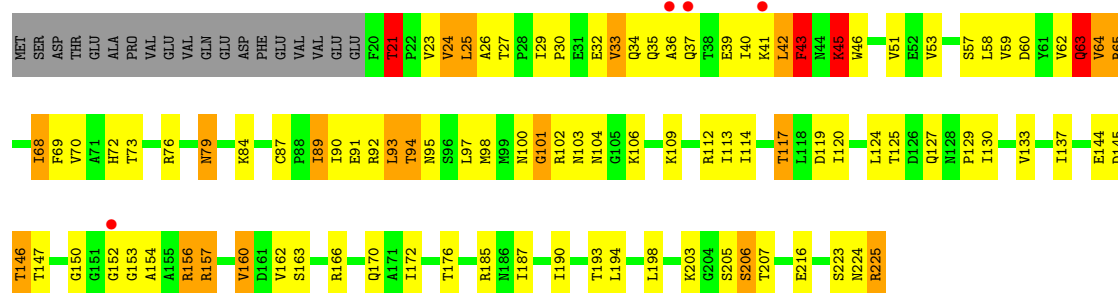 MET SER ASP THR GLU ALA PRO VAL GLU VAL GLN GLU ASP PHE GLU VAL VAL GLU GLU F20 T21 P22 V23 V24 L25 A26 T27 P28 I29 P30 E31 E32 V33 Q34 Q35 A36 Q37 T38 E39 I40 K41 L42 F43 N44 K45 W46 V51 E52 V53 S57 L58 V59 D60 Y61 V62 Q63 V64 R65
I68 F69 V70 A71 H72 T73 R76 N79 K84 C87 P88 I89 I90 E91 R92 L93 T94 N95 S96 L97 M98 M99 N100 G101 R102 N103 N104 G105 K106 K109 R112 I113 I114 T117 L118 D119 I120 L124 T125 D126 Q127 N128 P129 I130 V133 I137 E144 D145
T146 T147 G150 G151 G152 G153 A154 A155 R156 R157 V160 D161 V162 S163 R166 Q170 A171 I172 T176 R185 N186 I187 I190 T193 L194 L198 K203 G204 S205 S206 T207 E216 S223 N224 R225